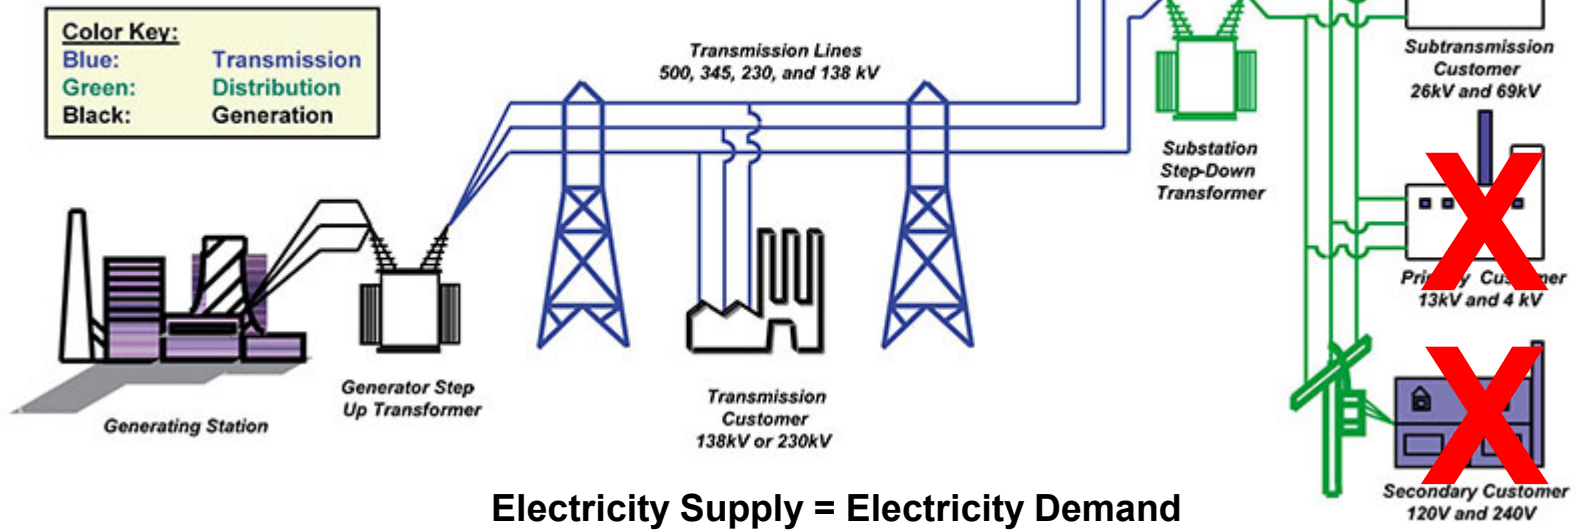 Color Key:
Blue: Transmission
Green: Distribution
Black: Generation
Transmission Lines
500, 345, 230, and 138 kV
Subtransmission
Customer
26kV and 69kV
Substation
Step-Down
Transformer
Primary Customer
13kV and 4 kV
Generating Station
Generator Step
Up Transformer
Transmission
Customer
138kV or 230kV
Secondary Customer
120V and 240V
Electricity Supply = Electricity Demand